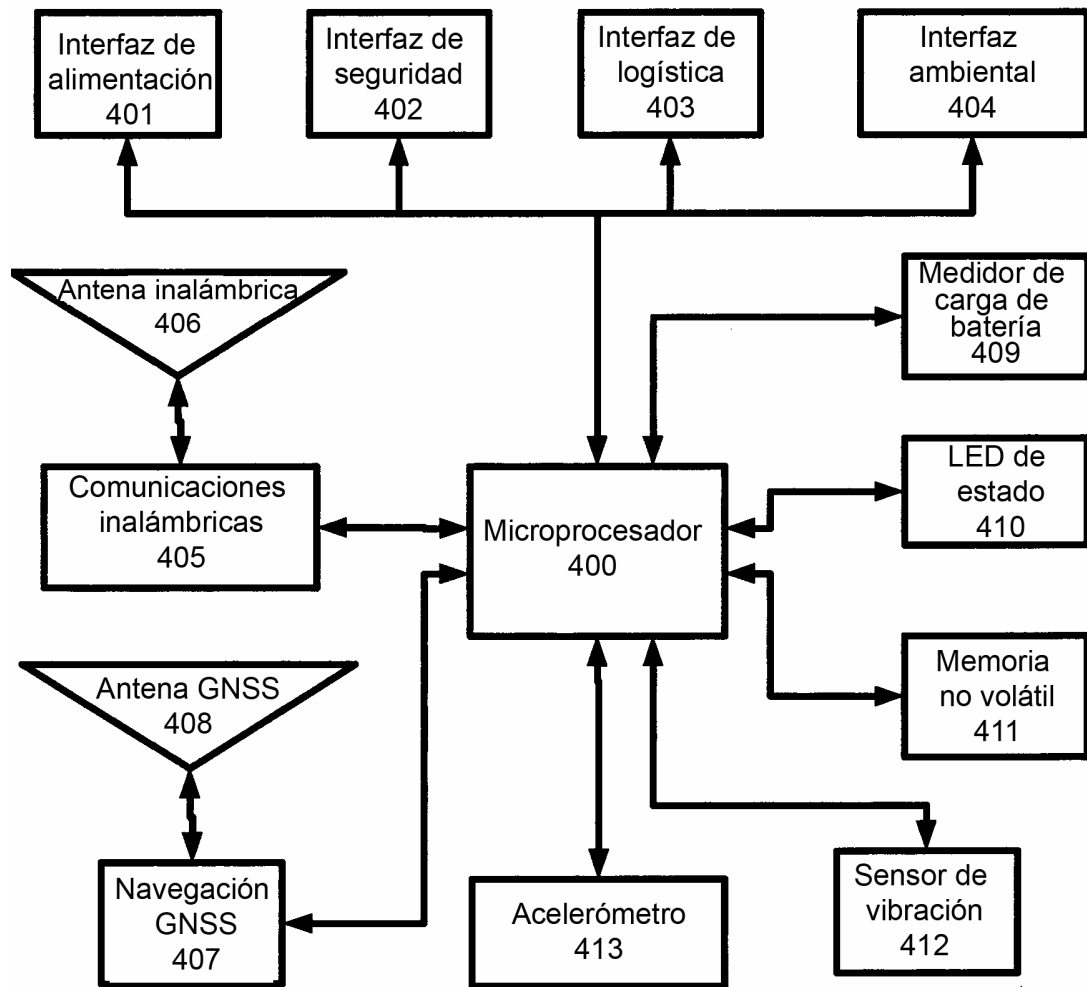 Interfaz de
alimentación
401
Interfaz de
seguridad
402
Interfaz de
logística
403
Interfaz
ambiental
404
Antena inalámbrica
406
Medidor de
carga de
batería
409
Comunicaciones
inalámbricas
405
Microprocesador
400
LED de
estado
410
Antena GNSS
408
Memoria
no volátil
411
Navegación
GNSS
407
Acelerómetro
413
Sensor de
vibración
412